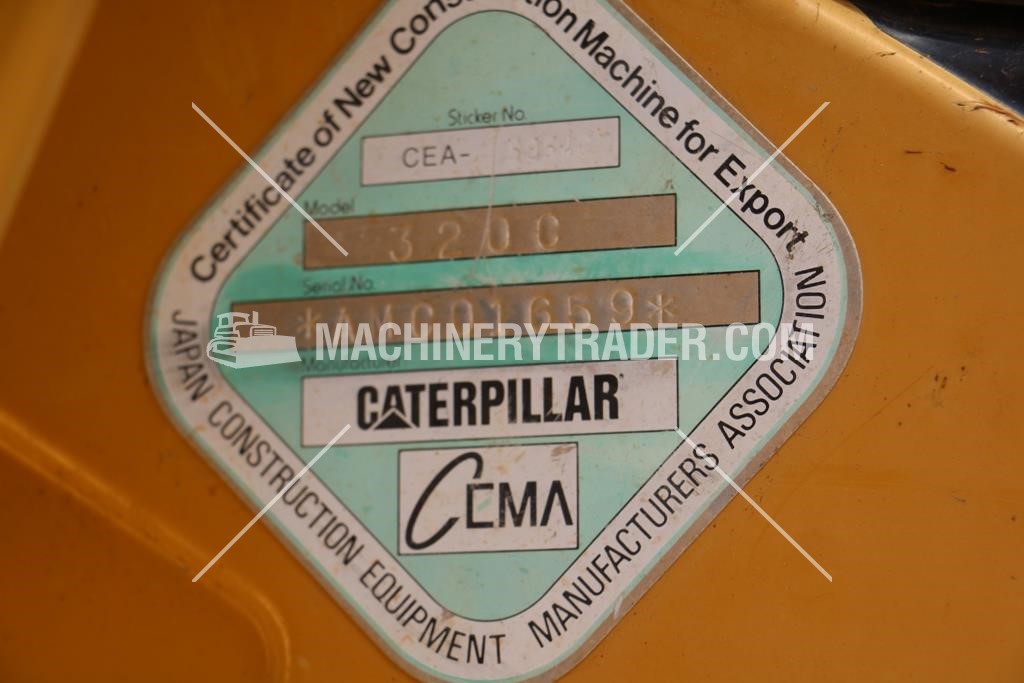 Certificate of New Construction Machine for Export
Sticker No.
CEA-
Model
320C
Serial No.
*AMC01659*
MACHINERYTRADER.COM
Manufacturer
CATERPILLAR
CEMA
JAPAN CONSTRUCTION EQUIPMENT MANUFACTURERS ASSOCIATION